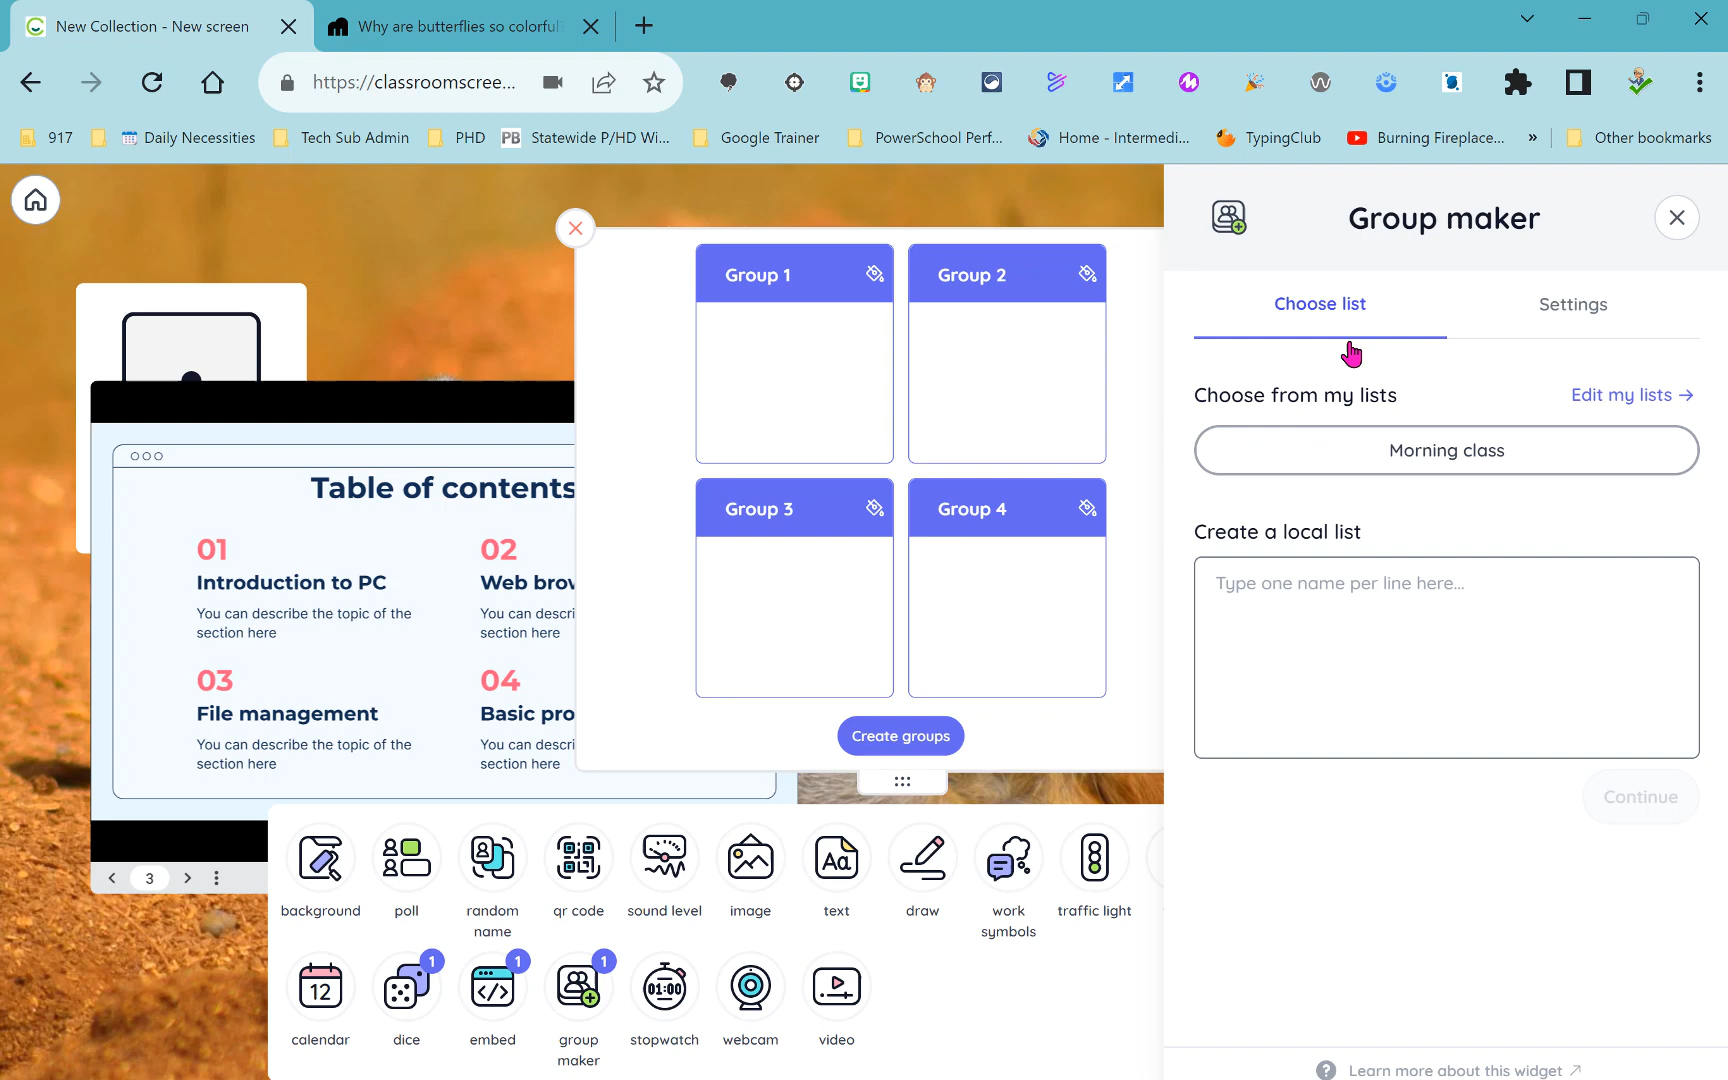 New Collection - New screen
Why are butterflies so colorful?
https://classroomscree...
917
Daily Necessities
Tech Sub Admin
PHD
PB Statewide P/HD Wi...
Google Trainer
PowerSchool Perf...
Home - Intermedi...
TypingClub
Burning Fireplace...
»
Other bookmarks
Group maker
Choose list
Settings
Choose from my lists
Edit my lists →
Morning class
Create a local list
Type one name per line here...
Continue
Learn more about this widget
Group 1
Group 2
Group 3
Group 4
Create groups
Table of contents
01
02
Introduction to PC
Web brow
You can describe the topic of the
section here
You can descri
section here
03
04
File management
Basic pro
You can describe the topic of the
section here
You can descri
section here
3
background
poll
random
name
qr code
sound level
image
Aa
text
draw
work
symbols
traffic light
12
calendar
1
dice
1
embed
1
group
maker
01:00
stopwatch
webcam
video